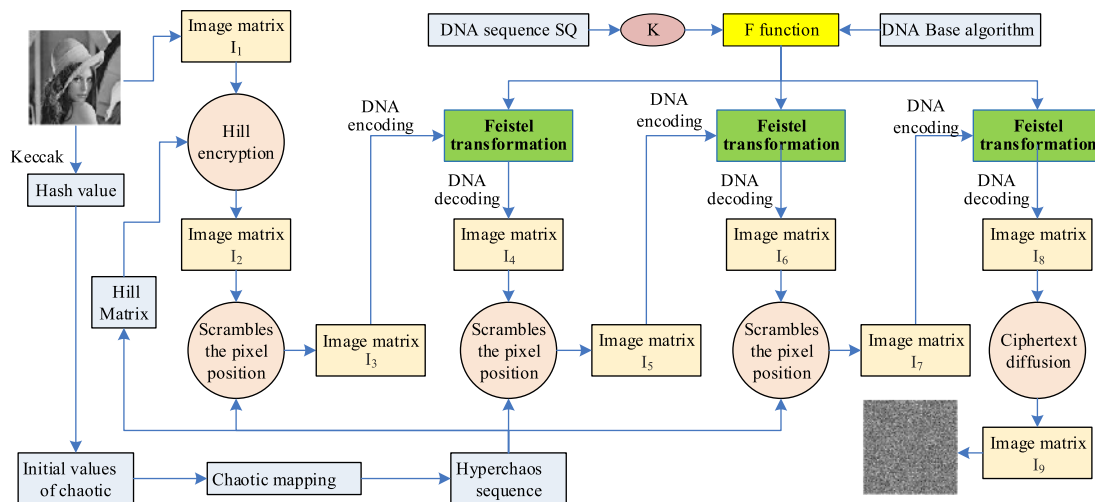 Image matrix
I₁
DNA sequence SQ
K
F function
DNA Base algorithm
Hill
encryption
DNA
encoding
Feistel
transformation
DNA
encoding
Feistel
transformation
DNA
encoding
Feistel
transformation
Keccak
Hash value
DNA
decoding
DNA
decoding
DNA
decoding
Image matrix
I₂
Image matrix
I₄
Image matrix
I₆
Image matrix
I₈
Hill
Matrix
Scrambles
the pixel
position
Image matrix
I₃
Scrambles
the pixel
position
Image matrix
I₅
Scrambles
the pixel
position
Image matrix
I₇
Ciphertext
diffusion
Image matrix
I₉
Initial values
of chaotic
Chaotic mapping
Hyperchaos
sequence